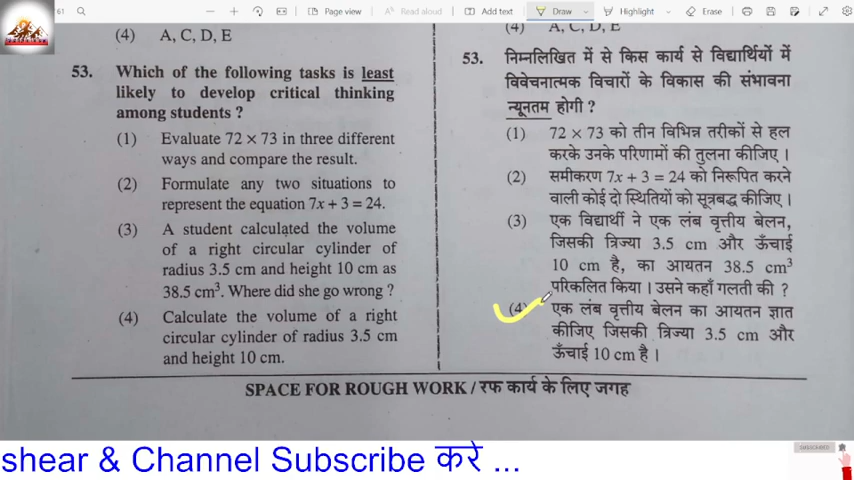 61
Page view
Read aloud
Add text
Draw
Highlight
Erase
(4) A, C, D, E
53. Which of the following tasks is least
likely to develop critical thinking
among students ?
(1) Evaluate 72 × 73 in three different
ways and compare the result.
(2) Formulate any two situations to
represent the equation 7x + 3 = 24.
(3) A student calculated the volume
of a right circular cylinder of
radius 3.5 cm and height 10 cm as
38.5 cm³. Where did she go wrong ?
(4) Calculate the volume of a right
circular cylinder of radius 3.5 cm
and height 10 cm.
(4) A, C, D, E
53. निम्नलिखित में से किस कार्य से विद्यार्थियों में
विवेचनात्मक विचारों के विकास की संभावना
न्यूनतम होगी ?
(1) 72 × 73 को तीन विभिन्न तरीकों से हल
करके उनके परिणामों की तुलना कीजिए ।
(2) समीकरण 7x + 3 = 24 को निरूपित करने
वाली कोई दो स्थितियों को सूत्रबद्ध कीजिए ।
(3) एक विद्यार्थी ने एक लंब वृत्तीय बेलन,
जिसकी त्रिज्या 3.5 cm और ऊँचाई
10 cm है, का आयतन 38.5 cm³
परिकलित किया । उसने कहाँ गलती की ?
(4) एक लंब वृत्तीय बेलन का आयतन ज्ञात
कीजिए जिसकी त्रिज्या 3.5 cm और
ऊँचाई 10 cm है ।
SPACE FOR ROUGH WORK / रफ कार्य के लिए जगह
shear & Channel Subscribe करे ...